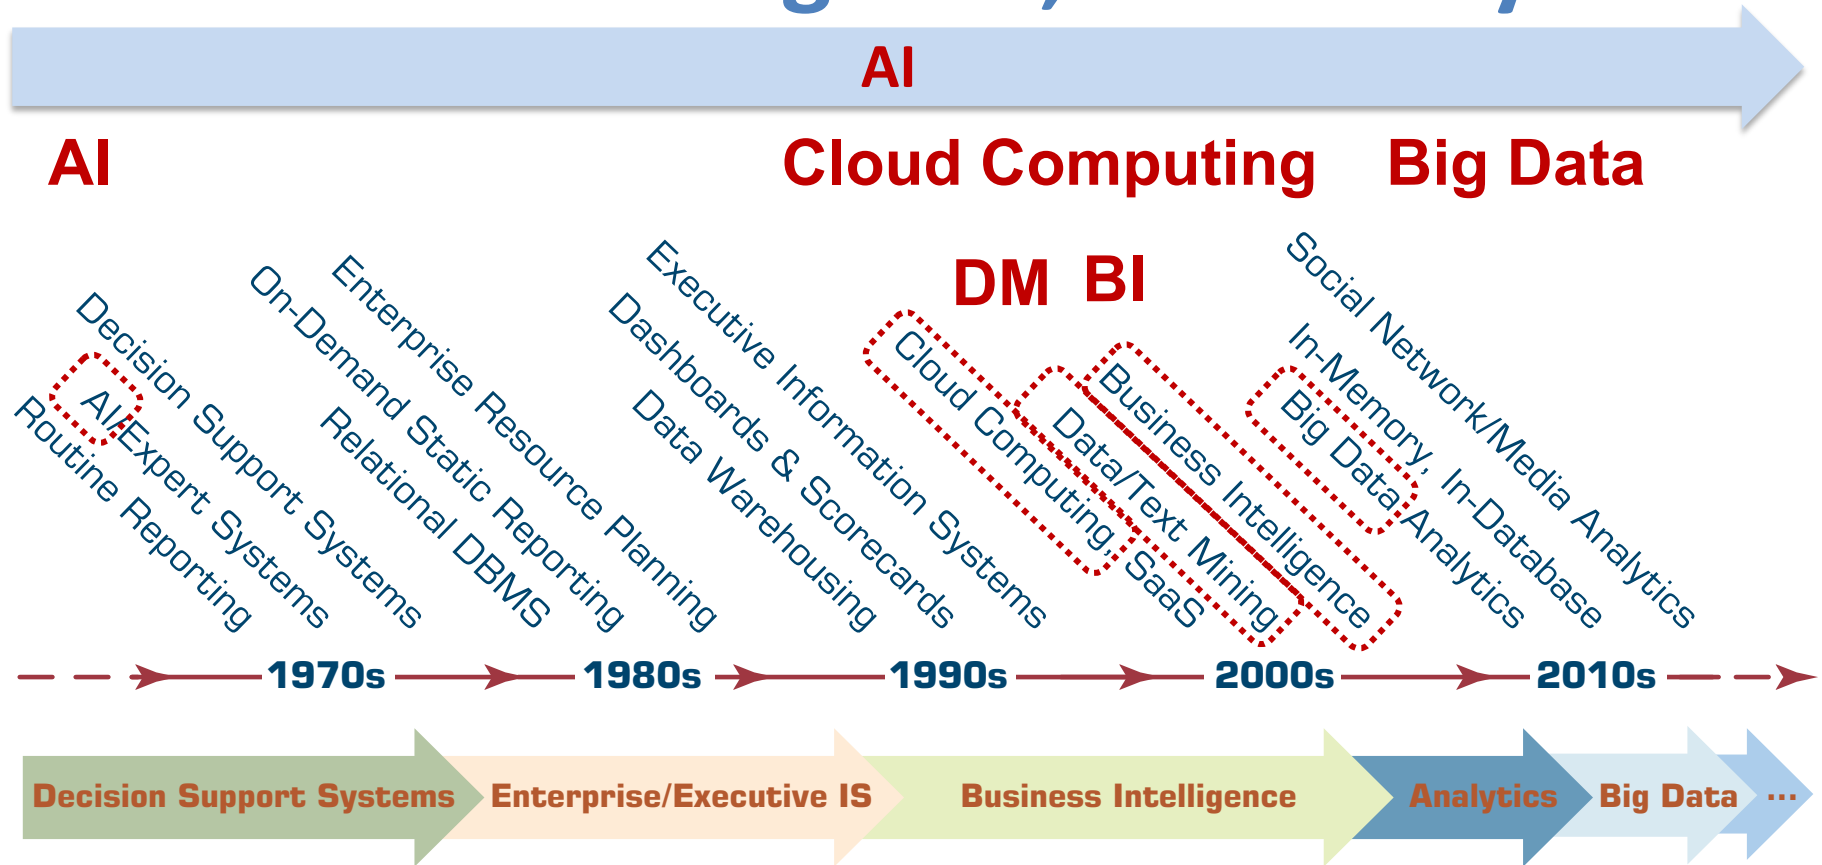 AI
AI
Cloud Computing
Big Data
DM
BI
Routine Reporting
AI/Expert Systems
Decision Support Systems
Relational DBMS
On-Demand Static Reporting
Enterprise Resource Planning
Data Warehousing
Dashboards & Scorecards
Executive Information Systems
Cloud Computing, SaaS
Data/Text Mining
Business Intelligence
Big Data Analytics
In-Memory, In-Database
Social Network/Media Analytics
1970s
1980s
1990s
2000s
2010s
Decision Support Systems
Enterprise/Executive IS
Business Intelligence
Analytics
Big Data
...